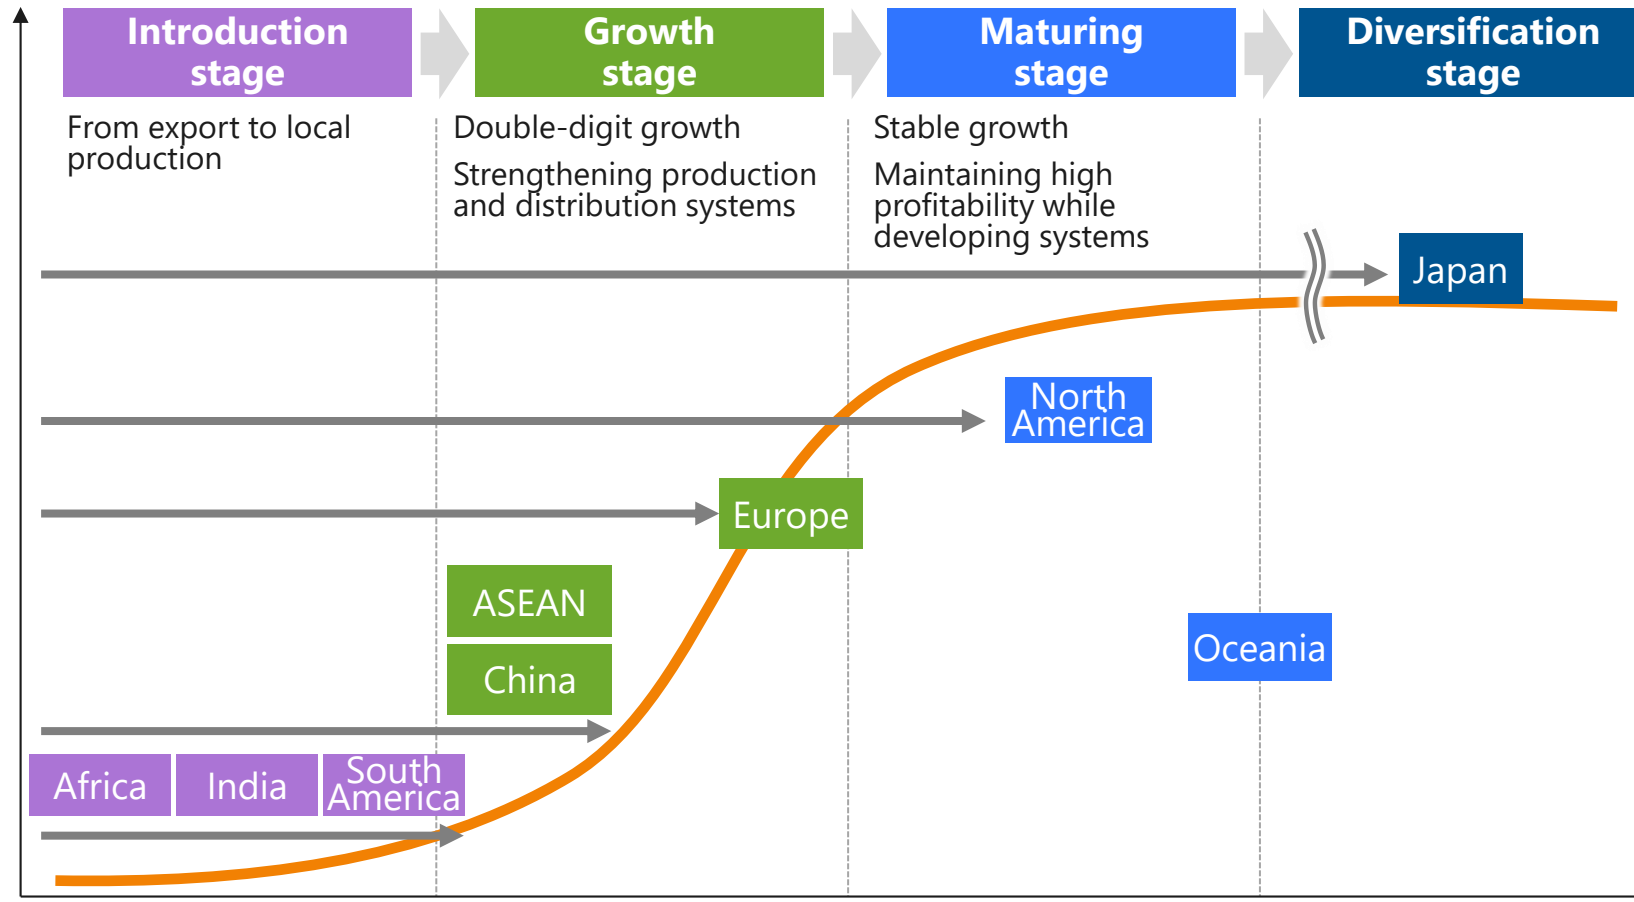 Introduction
stage
Growth
stage
Maturing
stage
Diversification
stage
From export to local
production
Double-digit growth
Strengthening production
and distribution systems
Stable growth
Maintaining high
profitability while
developing systems
Japan
North
America
Europe
ASEAN
China
Oceania
Africa
India
South
America